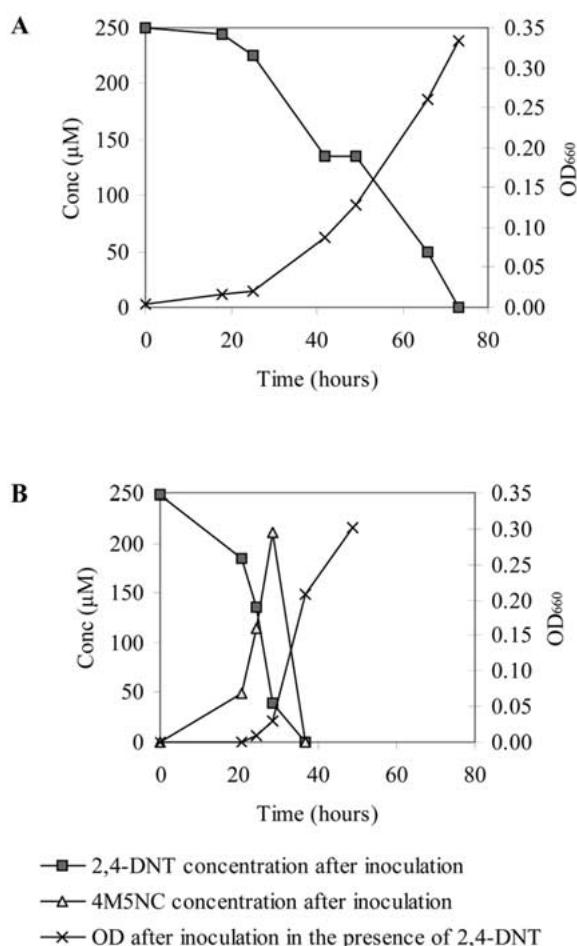 A
250
200
150
100
50
0
Conc (µM)
0.35
0.30
0.25
0.20
0.15
0.10
0.05
0.00
OD660
0 20 40 60 80
Time (hours)
B
250
200
150
100
50
0
Conc (µM)
0.35
0.30
0.25
0.20
0.15
0.10
0.05
0.00
OD660
0 20 40 60 80
Time (hours)
2,4-DNT concentration after inoculation
4M5NC concentration after inoculation
OD after inoculation in the presence of 2,4-DNT